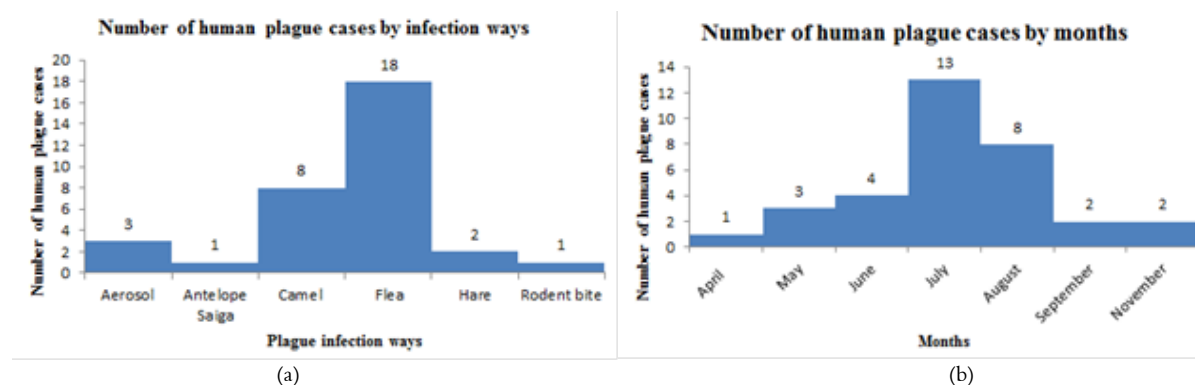 Number of human plague cases by infection ways
Number of human plague cases
20
18
16
14
12
10
8
6
4
2
0
3
1
8
18
2
1
Aerosol
Antelope
Saiga
Camel
Flea
Hare
Rodent bite
Plague infection ways
(a)
Number of human plague cases by months
Number of human plague cases
14
12
10
8
6
4
2
0
1
3
4
13
8
2
2
April
May
June
July
August
September
November
Months
(b)